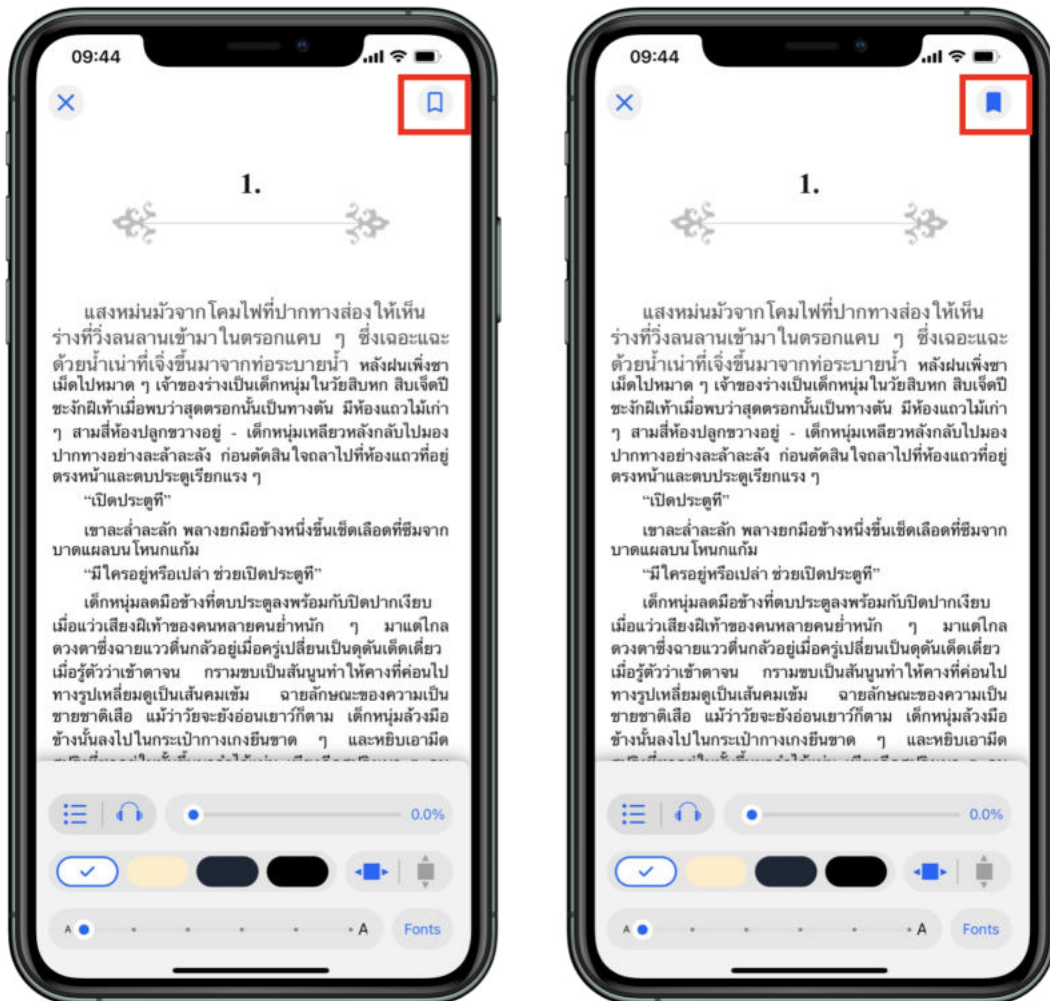 09:44
1.
แสงหม่นมัวจากโคมไฟที่ปากทางส่องให้เห็น
ร่างที่วิ่งลนลานเข้ามาในตรอกแคบ ๆ ซึ่งเฉอะแฉะ
ด้วยน้ำเน่าที่เจิ่งขึ้นมาจากท่อระบายน้ำ หลังฝนเพิ่งซา
เม็ดไปหมาด ๆ เจ้าของร่างเป็นเด็กหนุ่มในวัยสิบหก สิบเจ็ดปี
ชะงักฝีเท้าเมื่อพบว่าสุดตรอกนั้นเป็นทางตัน มีห้องแถวไม้เก่า
ๆ สามสี่ห้องปลูกขวางอยู่ - เด็กหนุ่มเหลียวหลังกลับไปมอง
ปากทางอย่างละล้าละลัง ก่อนตัดสินใจถลาไปที่ห้องแถวที่อยู่
ตรงหน้าและตบประตูเรียกแรง ๆ
“เปิดประตูที”
เขาละล่ำละลัก พลางยกมือข้างหนึ่งขึ้นเช็ดเลือดที่ซึมจาก
บาดแผลบนโหนกแก้ม
“มีใครอยู่หรือเปล่า ช่วยเปิดประตูที”
เด็กหนุ่มลดมือข้างที่ตบประตูลงพร้อมกับปิดปากเงียบ
เมื่อแว่วเสียงฝีเท้าของคนหลายคนย่ำหนัก ๆ มาแต่ไกล
ดวงตาซึ่งฉายแววตื่นกลัวอยู่เมื่อครู่เปลี่ยนเป็นดุดันเด็ดเดี่ยว
เมื่อรู้ตัวว่าเข้าตาจน กรามขบเป็นสันนูนทำให้คางที่ค่อนไป
ทางรูปเหลี่ยมดูเป็นเส้นคมเข้ม ฉายลักษณะของความเป็น
ชายชาติเสือ แม้ว่าวัยจะยังอ่อนเยาว์ก็ตาม เด็กหนุ่มล้วงมือ
ข้างนั้นลงไปในกระเป๋ากางเกงยีนขาด ๆ และหยิบเอามีด
0.0%
A A Fonts
09:44
1.
แสงหม่นมัวจากโคมไฟที่ปากทางส่องให้เห็น
ร่างที่วิ่งลนลานเข้ามาในตรอกแคบ ๆ ซึ่งเฉอะแฉะ
ด้วยน้ำเน่าที่เจิ่งขึ้นมาจากท่อระบายน้ำ หลังฝนเพิ่งซา
เม็ดไปหมาด ๆ เจ้าของร่างเป็นเด็กหนุ่มในวัยสิบหก สิบเจ็ดปี
ชะงักฝีเท้าเมื่อพบว่าสุดตรอกนั้นเป็นทางตัน มีห้องแถวไม้เก่า
ๆ สามสี่ห้องปลูกขวางอยู่ - เด็กหนุ่มเหลียวหลังกลับไปมอง
ปากทางอย่างละล้าละลัง ก่อนตัดสินใจถลาไปที่ห้องแถวที่อยู่
ตรงหน้าและตบประตูเรียกแรง ๆ
“เปิดประตูที”
เขาละล่ำละลัก พลางยกมือข้างหนึ่งขึ้นเช็ดเลือดที่ซึมจาก
บาดแผลบนโหนกแก้ม
“มีใครอยู่หรือเปล่า ช่วยเปิดประตูที”
เด็กหนุ่มลดมือข้างที่ตบประตูลงพร้อมกับปิดปากเงียบ
เมื่อแว่วเสียงฝีเท้าของคนหลายคนย่ำหนัก ๆ มาแต่ไกล
ดวงตาซึ่งฉายแววตื่นกลัวอยู่เมื่อครู่เปลี่ยนเป็นดุดันเด็ดเดี่ยว
เมื่อรู้ตัวว่าเข้าตาจน กรามขบเป็นสันนูนทำให้คางที่ค่อนไป
ทางรูปเหลี่ยมดูเป็นเส้นคมเข้ม ฉายลักษณะของความเป็น
ชายชาติเสือ แม้ว่าวัยจะยังอ่อนเยาว์ก็ตาม เด็กหนุ่มล้วงมือ
ข้างนั้นลงไปในกระเป๋ากางเกงยีนขาด ๆ และหยิบเอามีด
0.0%
A A Fonts